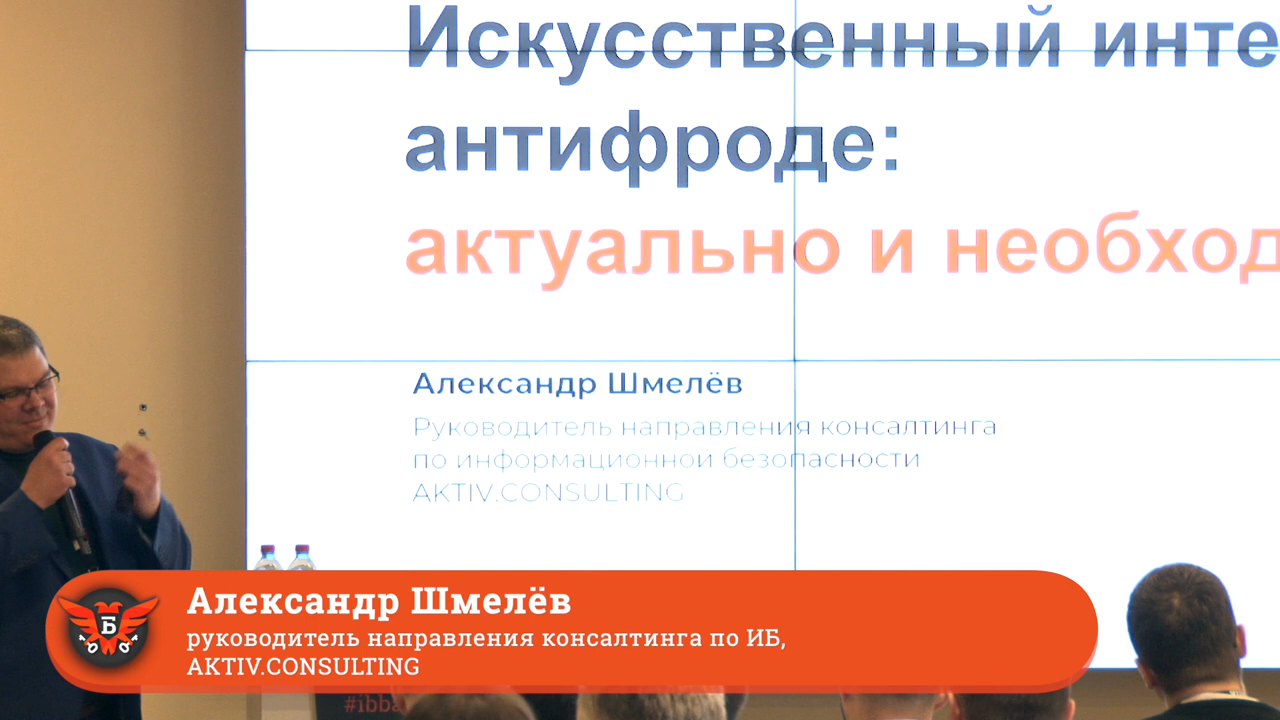 Искусственный инте
антифроде:
актуально и необход
Александр Шмелёв
Руководитель направления консалтинга
по информационной безопасности
AKTIV.CONSULTING
Б
Александр Шмелёв
руководитель направления консалтинга по ИБ,
AKTIV.CONSULTING
#ibba